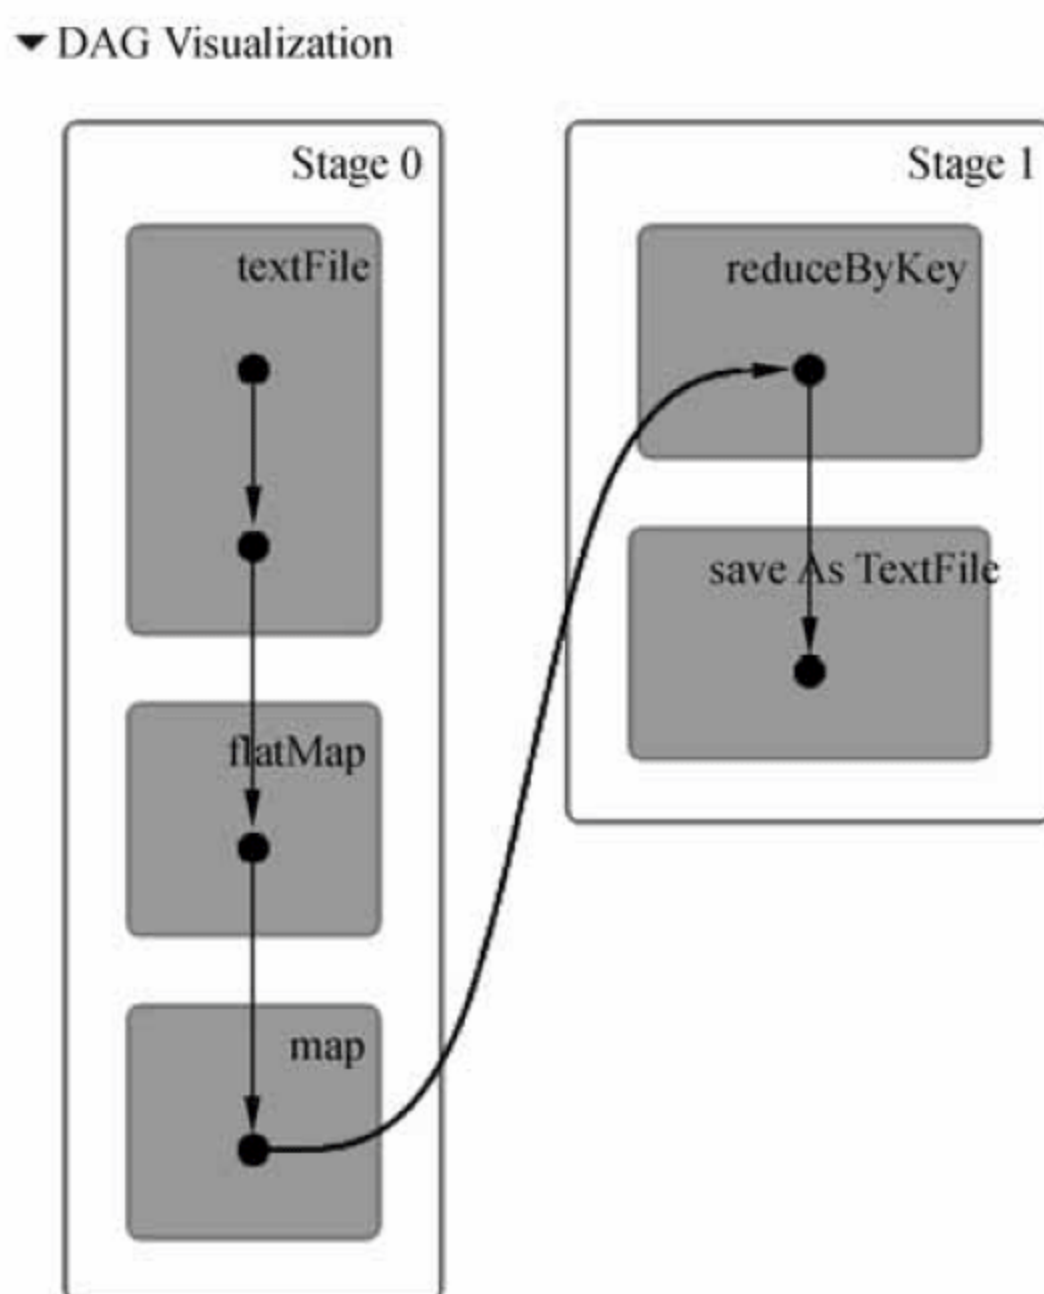 DAG Visualization
Stage 0
textFile
flatMap
map
Stage 1
reduceByKey
save As TextFile